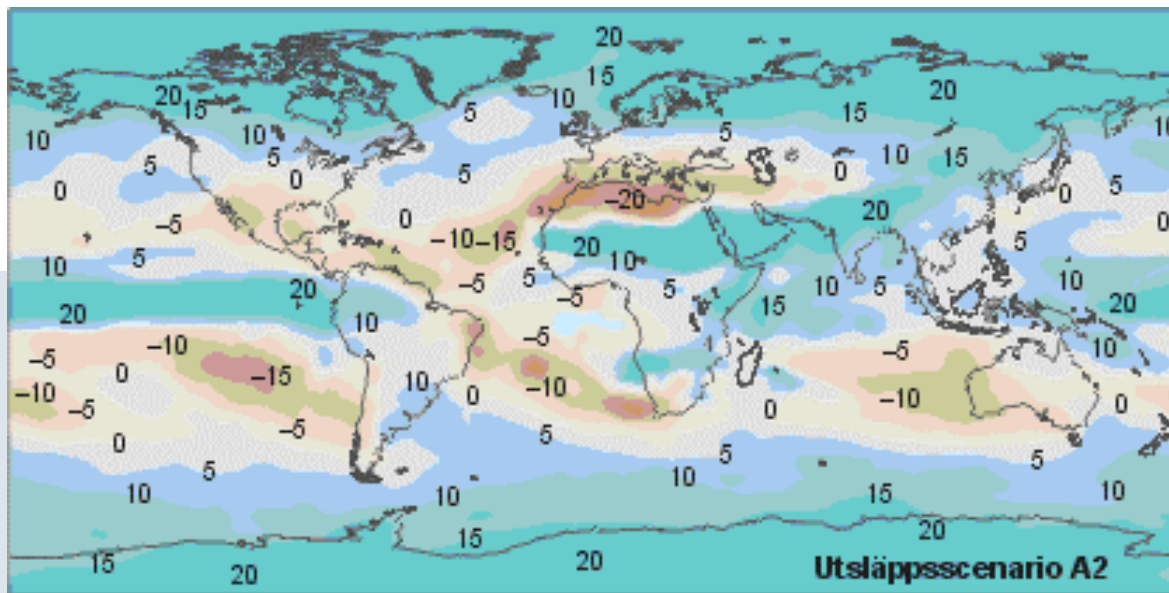 20
15
20 10 20
15 5 15
10 10 5 10
5 5 10 15
0 5 0
0 0 5
−20
−5 0 20 5
−10 −15 20
10 5 10 10
−5 5
20 −5 5 10 5
15 20
20 10
−5
−5 −10 −5 10
0 −15 10
−10 0 −10 −10
−5 0 0
−5 5
0
5 5
5 10
10 10 15 10
15 20
15 20 20
Utsläppsscenario A2